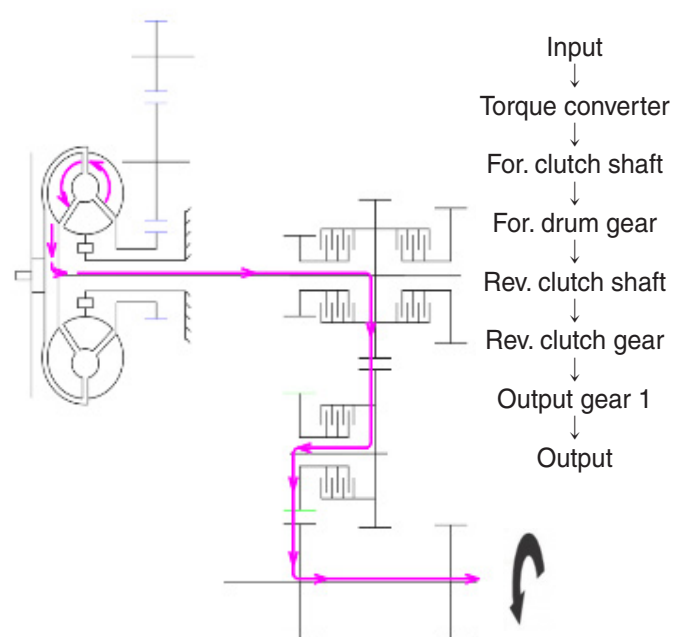 Input
↓
Torque converter
↓
For. clutch shaft
↓
For. drum gear
↓
Rev. clutch shaft
↓
Rev. clutch gear
↓
Output gear 1
↓
Output